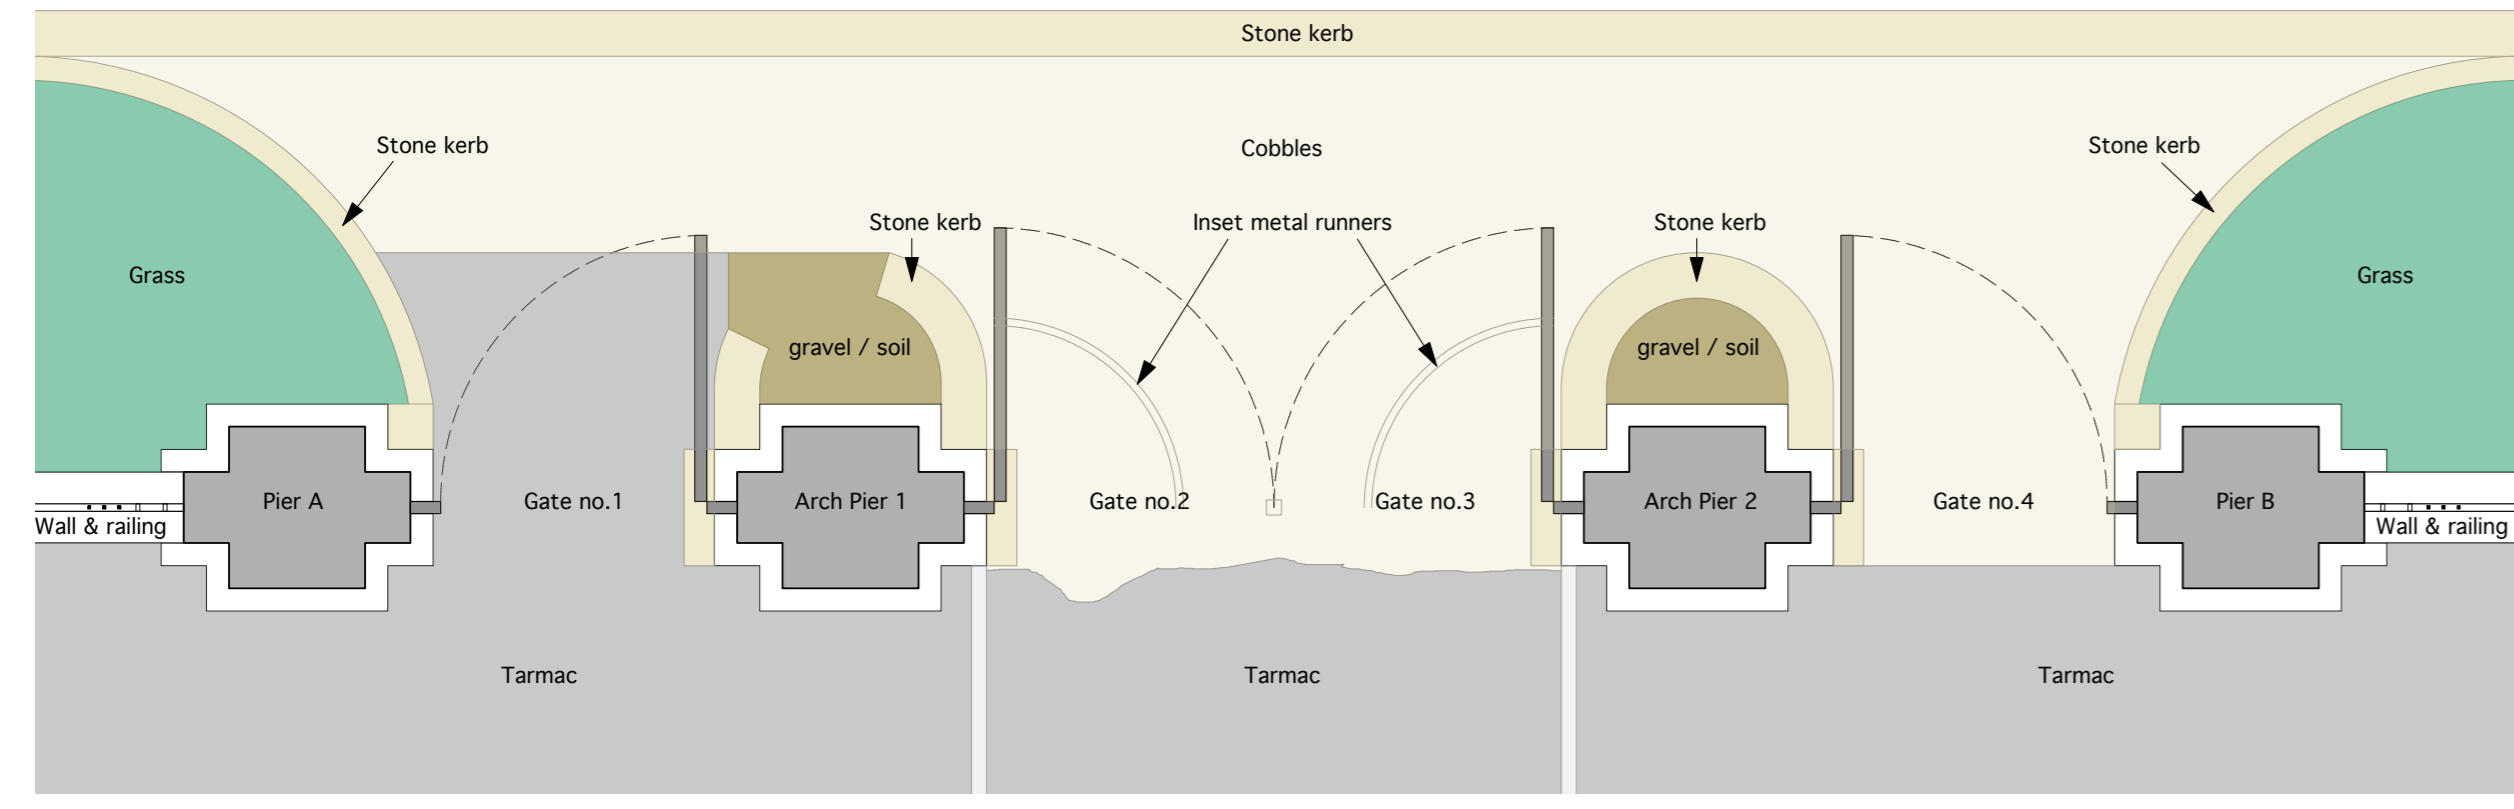 Stone kerb
Stone kerb
Cobbles
Stone kerb
Stone kerb
Inset metal runners
Stone kerb
Grass
Grass
gravel / soil
gravel / soil
Pier A
Gate no.1
Arch Pier 1
Gate no.2
Gate no.3
Arch Pier 2
Gate no.4
Pier B
Wall & railing
Wall & railing
Tarmac
Tarmac
Tarmac